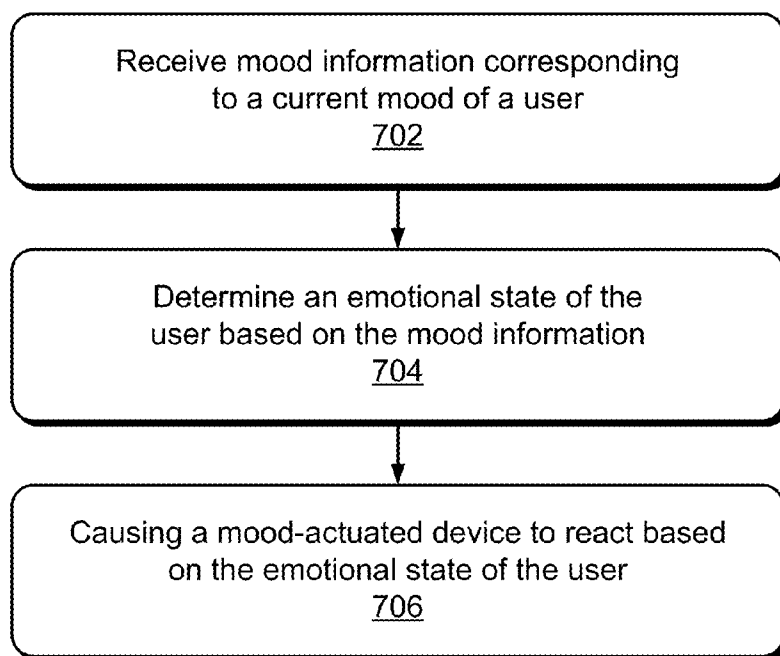 Receive mood information corresponding
to a current mood of a user
702
Determine an emotional state of the
user based on the mood information
704
Causing a mood-actuated device to react based
on the emotional state of the user
706